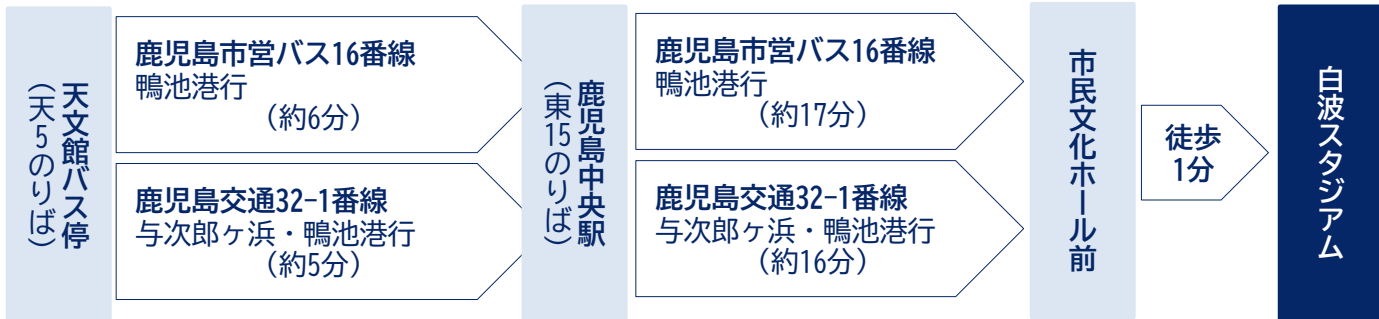 天文館バス停
（天５のりば）
鹿児島市営バス16番線
鴨池港行
（約6分）
鹿児島交通32-1番線
与次郎ヶ浜・鴨池港行
（約5分）
鹿児島中央駅
（東15のりば）
鹿児島市営バス16番線
鴨池港行
（約17分）
鹿児島交通32-1番線
与次郎ヶ浜・鴨池港行
（約16分）
市民文化ホール前
徒歩
1分
白波スタジアム